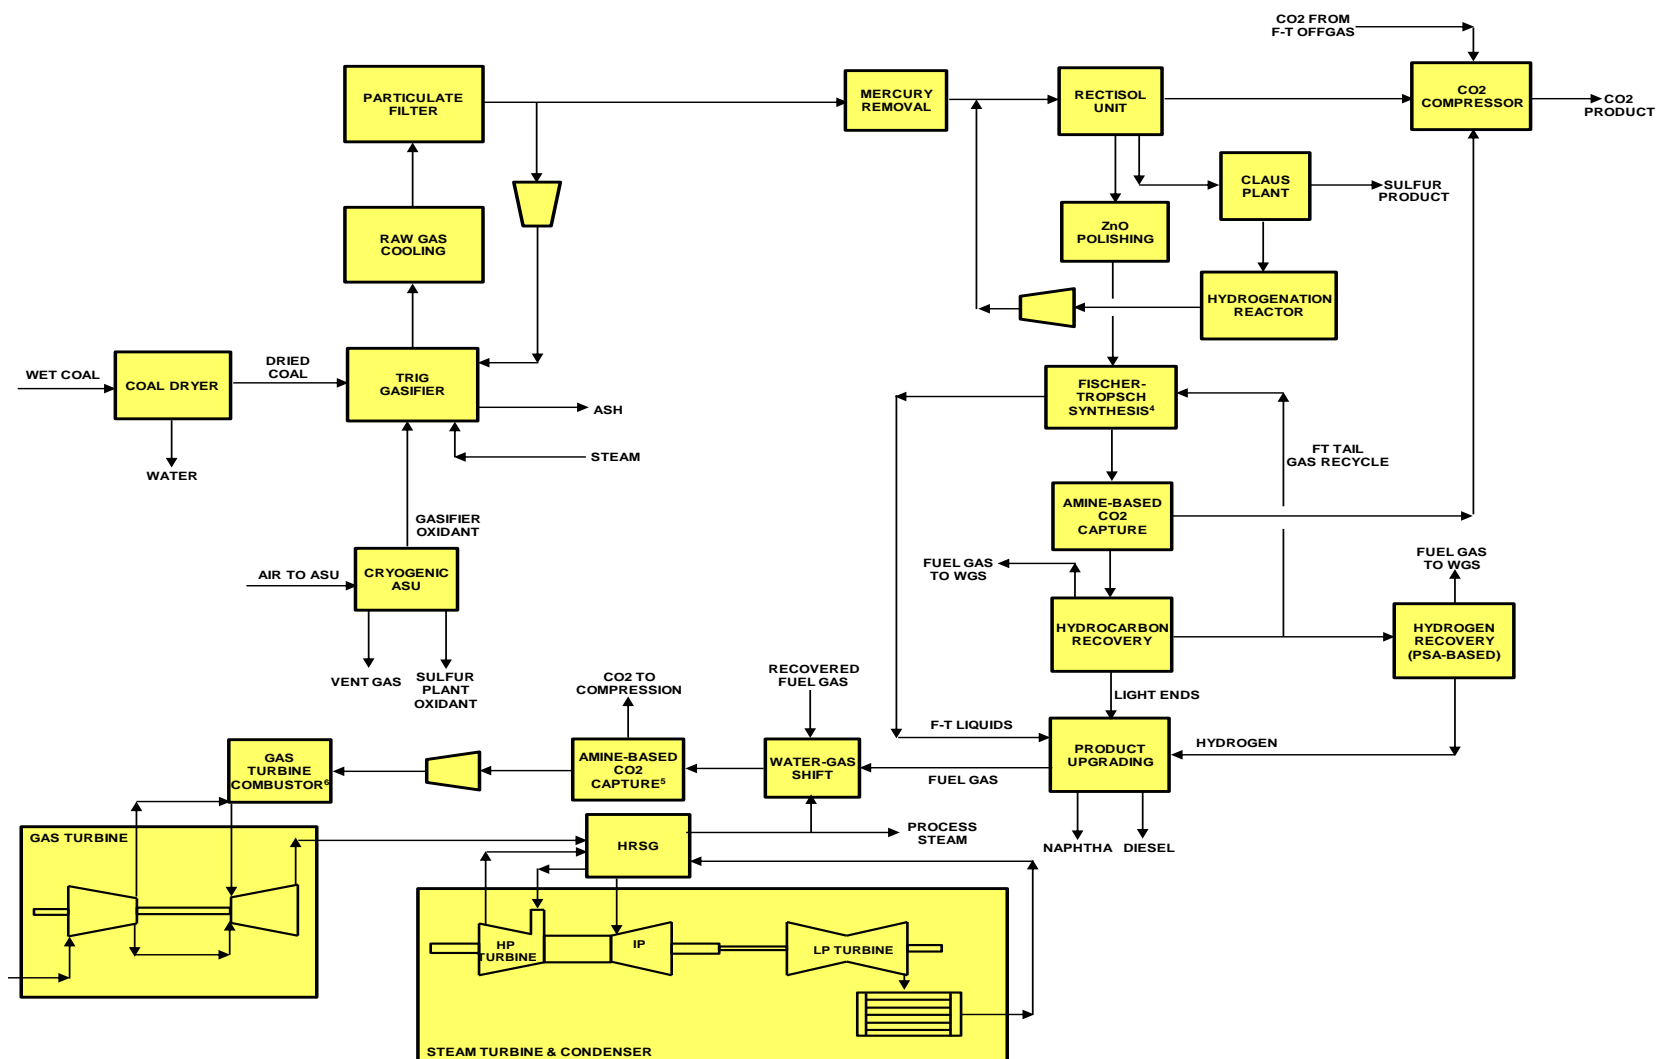 CO2 FROM
F-T OFFGAS
PARTICULATE
FILTER
MERCURY
REMOVAL
RECTISOL
UNIT
CO2
COMPRESSOR
CO2
PRODUCT
CLAUS
PLANT
SULFUR
PRODUCT
RAW GAS
COOLING
ZnO
POLISHING
HYDROGENATION
REACTOR
WET COAL
COAL DRYER
DRIED
COAL
TRIG
GASIFIER
ASH
STEAM
WATER
FISCHER-
TROPSCH
SYNTHESIS4
FT TAIL
GAS RECYCLE
GASIFIER
OXIDANT
AMINE-BASED
CO2
CAPTURE
AIR TO ASU
CRYOGENIC
ASU
VENT GAS
SULFUR
PLANT
OXIDANT
FUEL GAS
TO WGS
FUEL GAS
TO WGS
HYDROCARBON
RECOVERY
HYDROGEN
RECOVERY
(PSA-BASED)
CO2 TO
COMPRESSION
RECOVERED
FUEL GAS
LIGHT ENDS
F-T LIQUIDS
HYDROGEN
GAS
TURBINE
COMBUSTOR6
AMINE-BASED
CO2
CAPTURE5
WATER-GAS
SHIFT
FUEL GAS
PRODUCT
UPGRADING
NAPHTHA
DIESEL
GAS TURBINE
HRSG
PROCESS
STEAM
HP
TURBINE
IP
LP TURBINE
STEAM TURBINE & CONDENSER